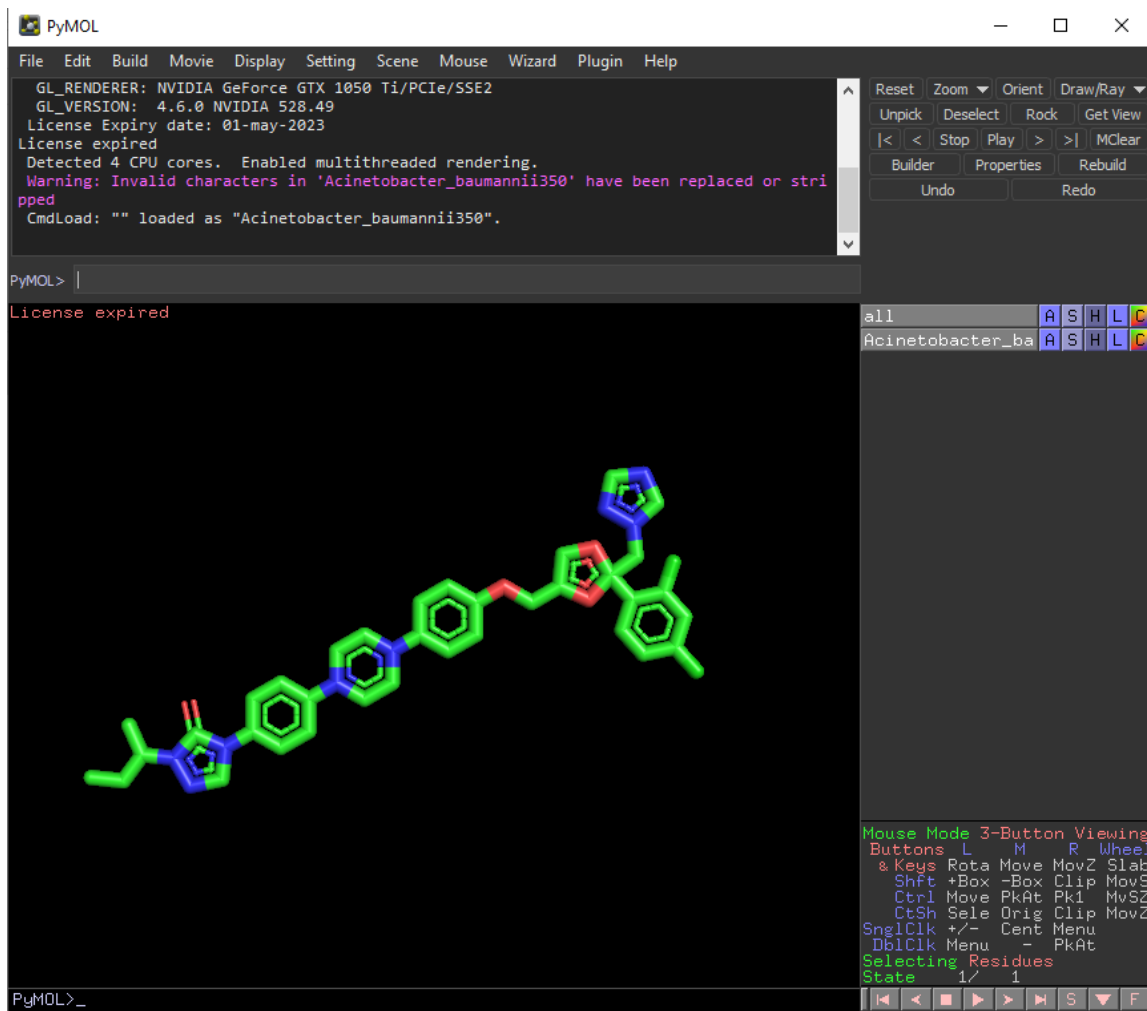 PyMOL
File Edit Build Movie Display Setting Scene Mouse Wizard Plugin Help
GL_RENDERER: NVIDIA GeForce GTX 1050 Ti/PCIe/SSE2
GL_VERSION: 4.6.0 NVIDIA 528.49
License Expiry date: 01-may-2023
License expired
Detected 4 CPU cores. Enabled multithreaded rendering.
Warning: Invalid characters in 'Acinetobacter_baumannii350' have been replaced or stri
pped
CmdLoad: "" loaded as "Acinetobacter_baumannii350".
PyMOL>
Reset Zoom Orient Draw/Ray
Unpick Deselect Rock Get View
|< < Stop Play > >| MClear
Builder Properties Rebuild
Undo Redo
License expired
all A S H L C
Acinetobacter_ba A S H L C
Mouse Mode 3-Button Viewing
Buttons L M R Wheel
& Keys Rota Move MovZ Slab
Shft +Box -Box Clip MovS
Ctrl Move PkAt Pk1 MvSZ
CtSh Sele Orig Clip MovZ
SnglClk +/- Cent Menu
DblClk Menu - PkAt
Selecting Residues
State 1/ 1
PyMOL>_
S F